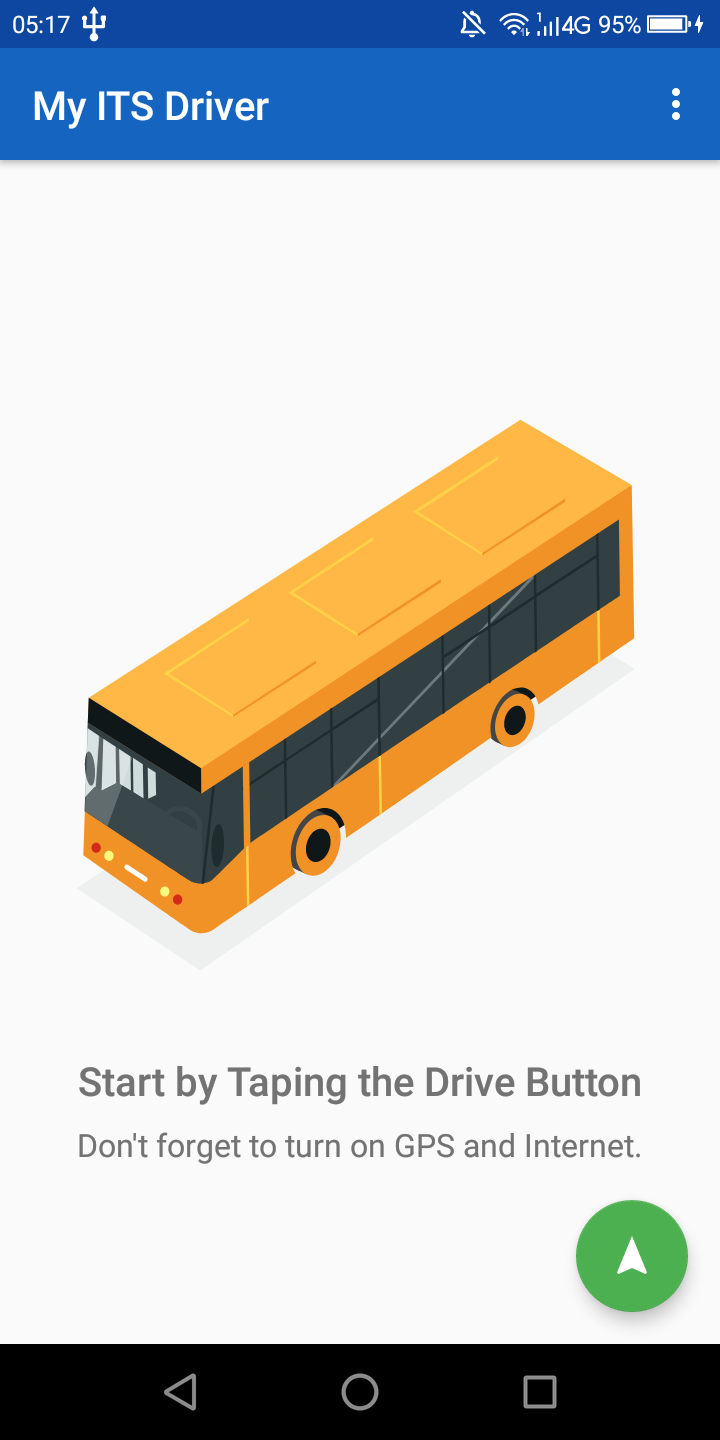 05:17
1 4G 95%
My ITS Driver
Start by Taping the Drive Button
Don't forget to turn on GPS and Internet.